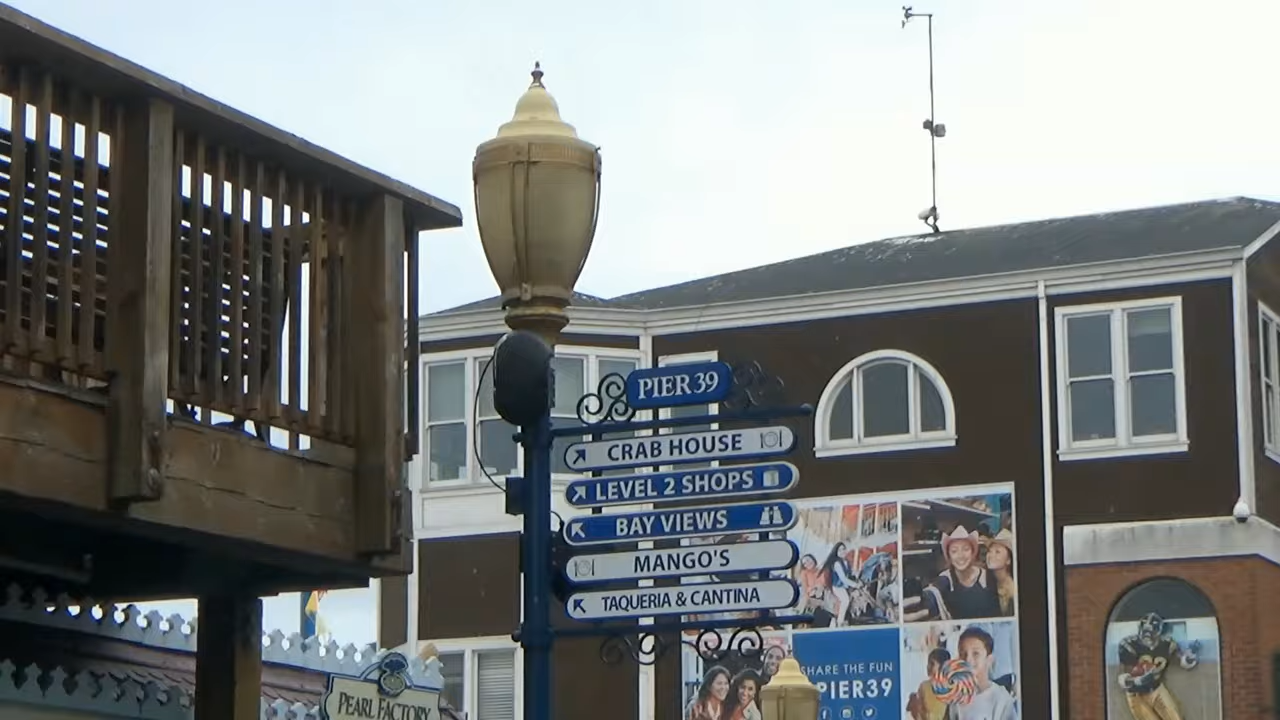 PIER 39
CRAB HOUSE
LEVEL 2 SHOPS
BAY VIEWS
MANGO'S
TAQUERIA & CANTINA
SHARE THE FUN
PIER39
PEARL FACTORY